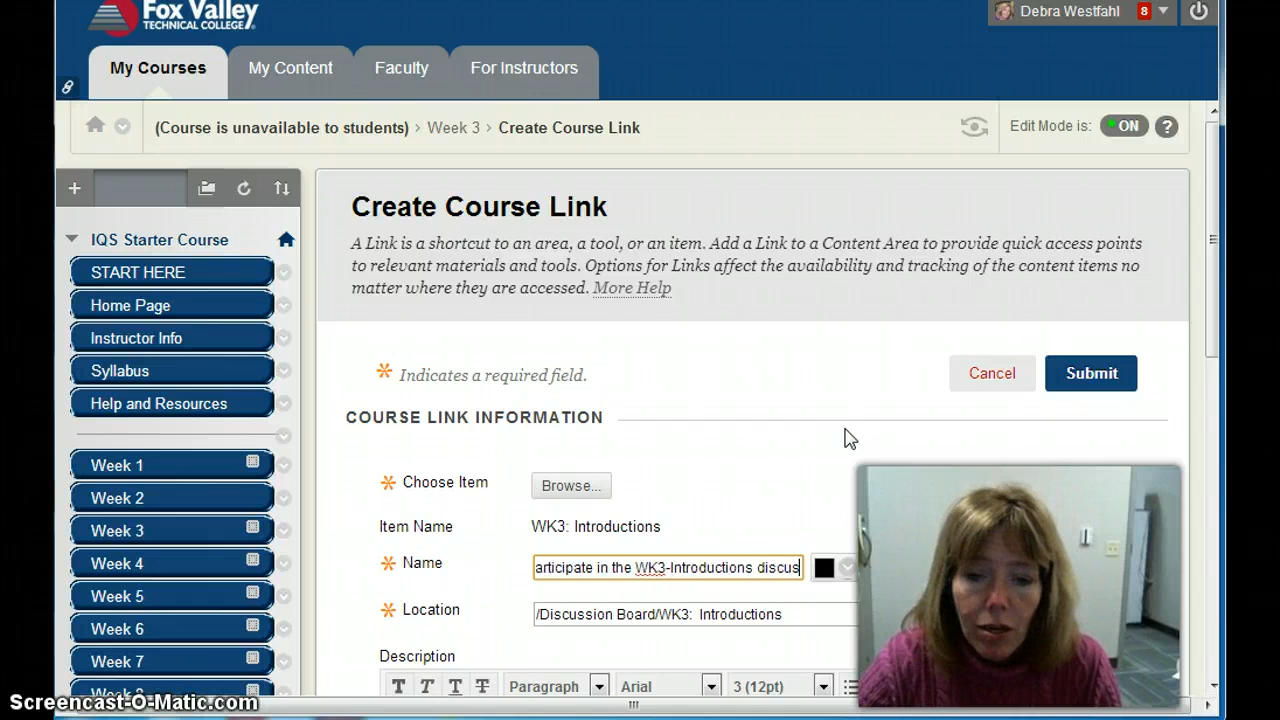 Fox Valley
TECHNICAL COLLEGE
Debra Westfahl 8
My Courses My Content Faculty For Instructors
(Course is unavailable to students) > Week 3 > Create Course Link
Edit Mode is: ON ?
IQS Starter Course
START HERE
Home Page
Instructor Info
Syllabus
Help and Resources
Week 1
Week 2
Week 3
Week 4
Week 5
Week 6
Week 7
Create Course Link
A Link is a shortcut to an area, a tool, or an item. Add a Link to a Content Area to provide quick access points
to relevant materials and tools. Options for Links affect the availability and tracking of the content items no
matter where they are accessed. More Help
* Indicates a required field.
Cancel Submit
COURSE LINK INFORMATION
* Choose Item Browse...
Item Name WK3: Introductions
* Name articipate in the WK3-Introductions discus
* Location /Discussion Board/WK3: Introductions
Description
T T T T Paragraph Arial 3 (12pt)
Screencast-O-Matic.com